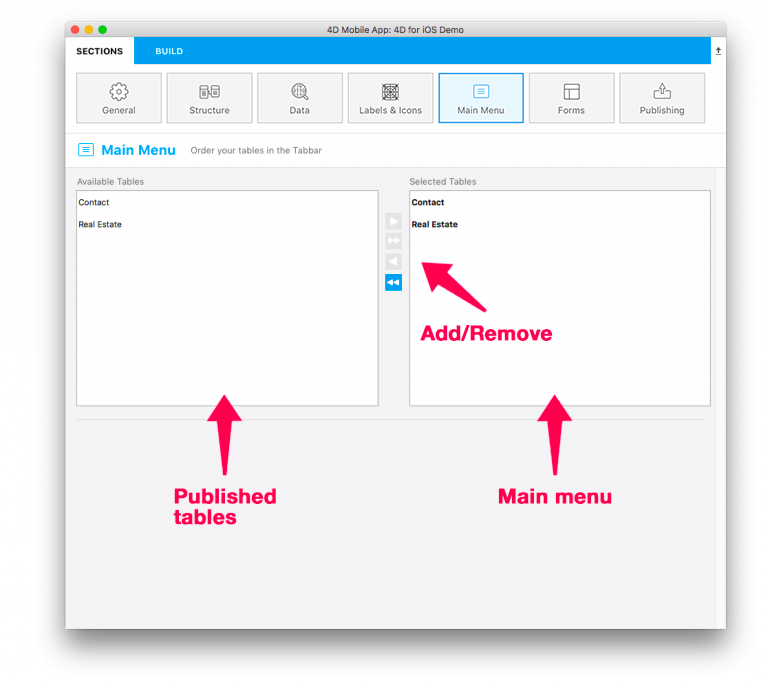 4D Mobile App: 4D for iOS Demo
SECTIONS BUILD
General Structure Data Labels & Icons Main Menu Forms Publishing
Main Menu Order your tables in the Tabbar
Available Tables Selected Tables
Contact Contact
Real Estate Real Estate
Add/Remove
Published Main menu
tables